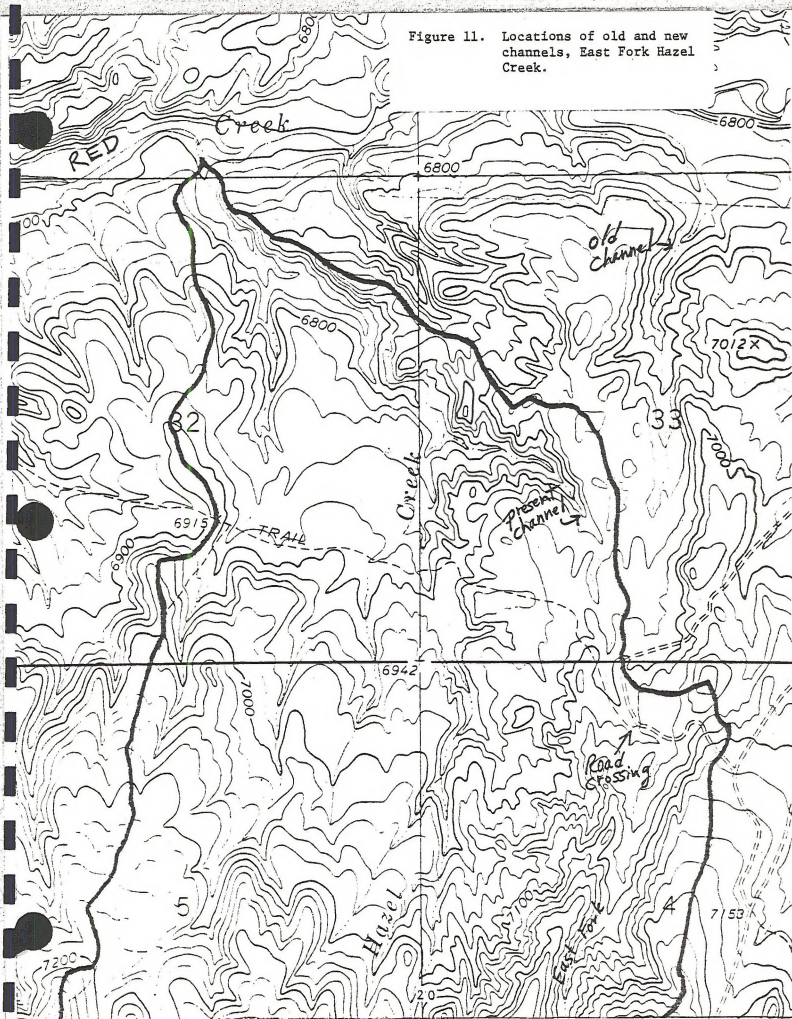 Figure 11. Locations of old and new
channels, East Fork Hazel
Creek.
6800
6800
RED
Creek
6800
old
channel
7012
6800
32
33
7000
Creek
present
channel
6915
TRAIL
6900
6942
7000
Road
Crossing
5
Hazel
7100
East Fork
4
7153
7200
20